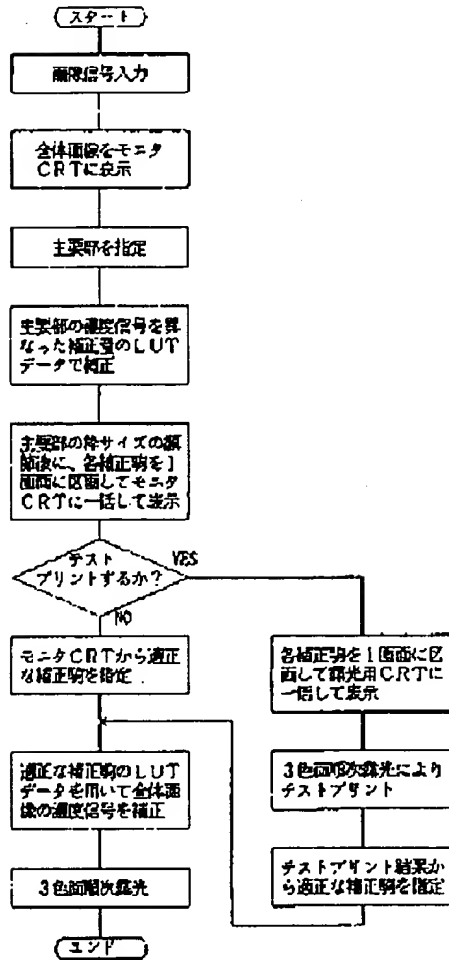 スタート
画像信号入力
全体画像をモニタ
CRTに表示
主要部を指定
主要部の濃度信号を異
なった補正量のLUT
データで補正
主要部の枠サイズの調
節後に、各補正駒を1
画面に区画してモニタ
CRTに一括して表示
テスト
プリントするか?
YES
NO
モニタCRTから適正
な補正駒を指定
適正な補正駒のLUT
データを用いて全体画
像の濃度信号を補正
3色面順次露光
エンド
各補正駒を1画面に区
画して露光用CRTに
一括して表示
3色面順次露光により
テストプリント
テストプリント結果か
ら適正な補正駒を指定